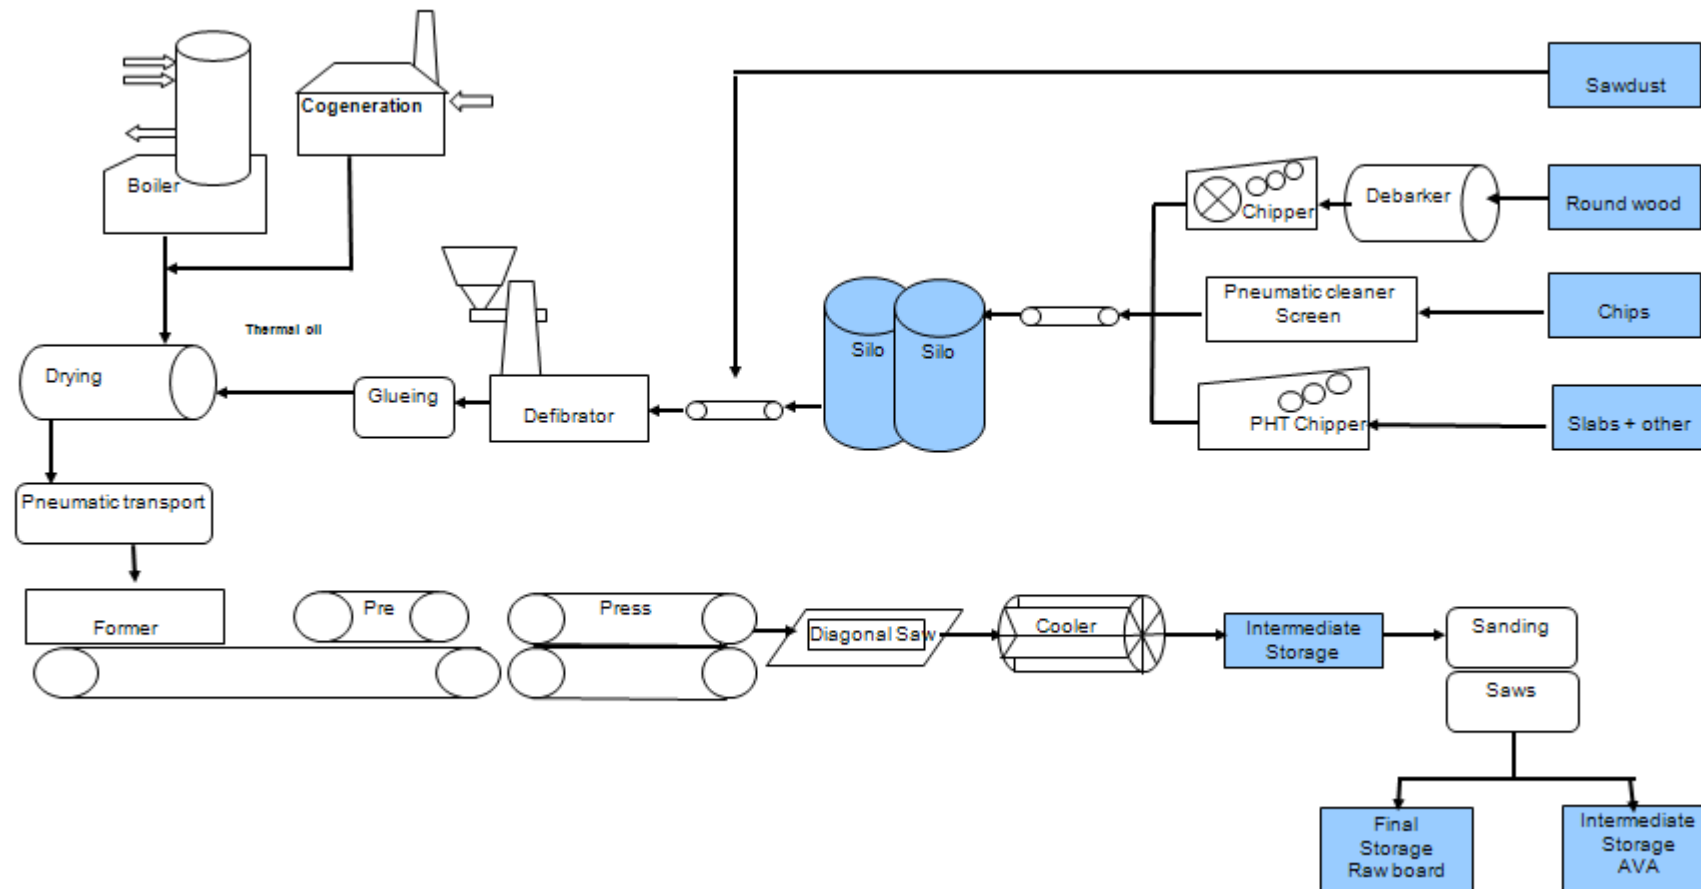 Sawdust
Cogeneration
Boiler
Round wood
Debarker
Chipper
Pneumatic cleaner
Screen
Chips
Thermal oil
Silo
Silo
Drying
Glueing
Defibrator
PHT Chipper
Slabs + other
Pneumatic transport
Former
Pre
Press
Diagonal Saw
Cooler
Intermediate
Storage
Sanding
Saws
Final
Storage
Raw board
Intermediate
Storage
AVA